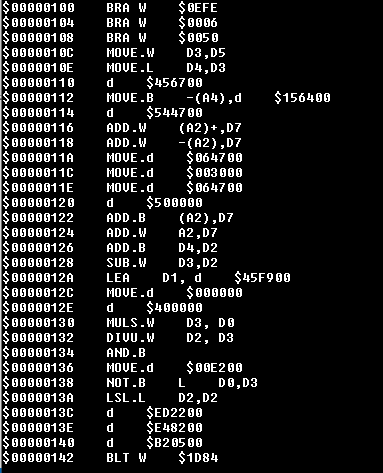 $00000100 BRA W $0EFE
$00000104 BRA W $0006
$00000108 BRA W $0050
$0000010C MOVE.W D3,D5
$0000010E MOVE.L D4,D3
$00000110 d $456700
$00000112 MOVE.B -(A4),d $156400
$00000114 d $544700
$00000116 ADD.W (A2)+,D7
$00000118 ADD.W -(A2),D7
$0000011A MOVE.d $064700
$0000011C MOVE.d $003000
$0000011E MOVE.d $064700
$00000120 d $500000
$00000122 ADD.B (A2),D7
$00000124 ADD.W A2,D7
$00000126 ADD.B D4,D2
$00000128 SUB.W D3,D2
$0000012A LEA D1, d $45F900
$0000012C MOVE.d $000000
$0000012E d $400000
$00000130 MULS.W D3, D0
$00000132 DIVU.W D2, D3
$00000134 AND.B
$00000136 MOVE.d $00E200
$00000138 NOT.B L D0,D3
$0000013A LSL.L D2,D2
$0000013C d $ED2200
$0000013E d $E48200
$00000140 d $B20500
$00000142 BLT W $1D84